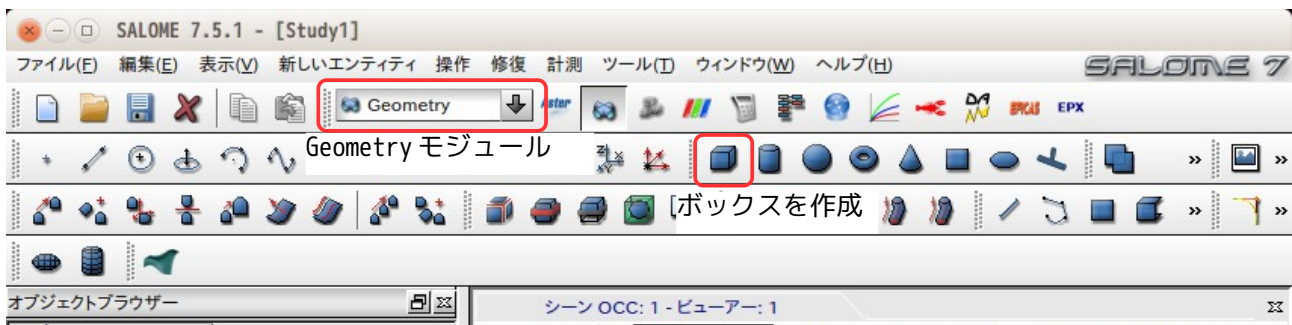 SALOME 7.5.1 - [Study1]
ファイル(F) 編集(E) 表示(V) 新しいエンティティ 操作 修復 計測 ツール(T) ウィンドウ(W) ヘルプ(H) SALOME 7
Geometry Aster DATA EFICAS EPX
Geometry モジュール
[ボックスを作成
オブジェクトブラウザー シーン OCC: 1 - ビューアー: 1